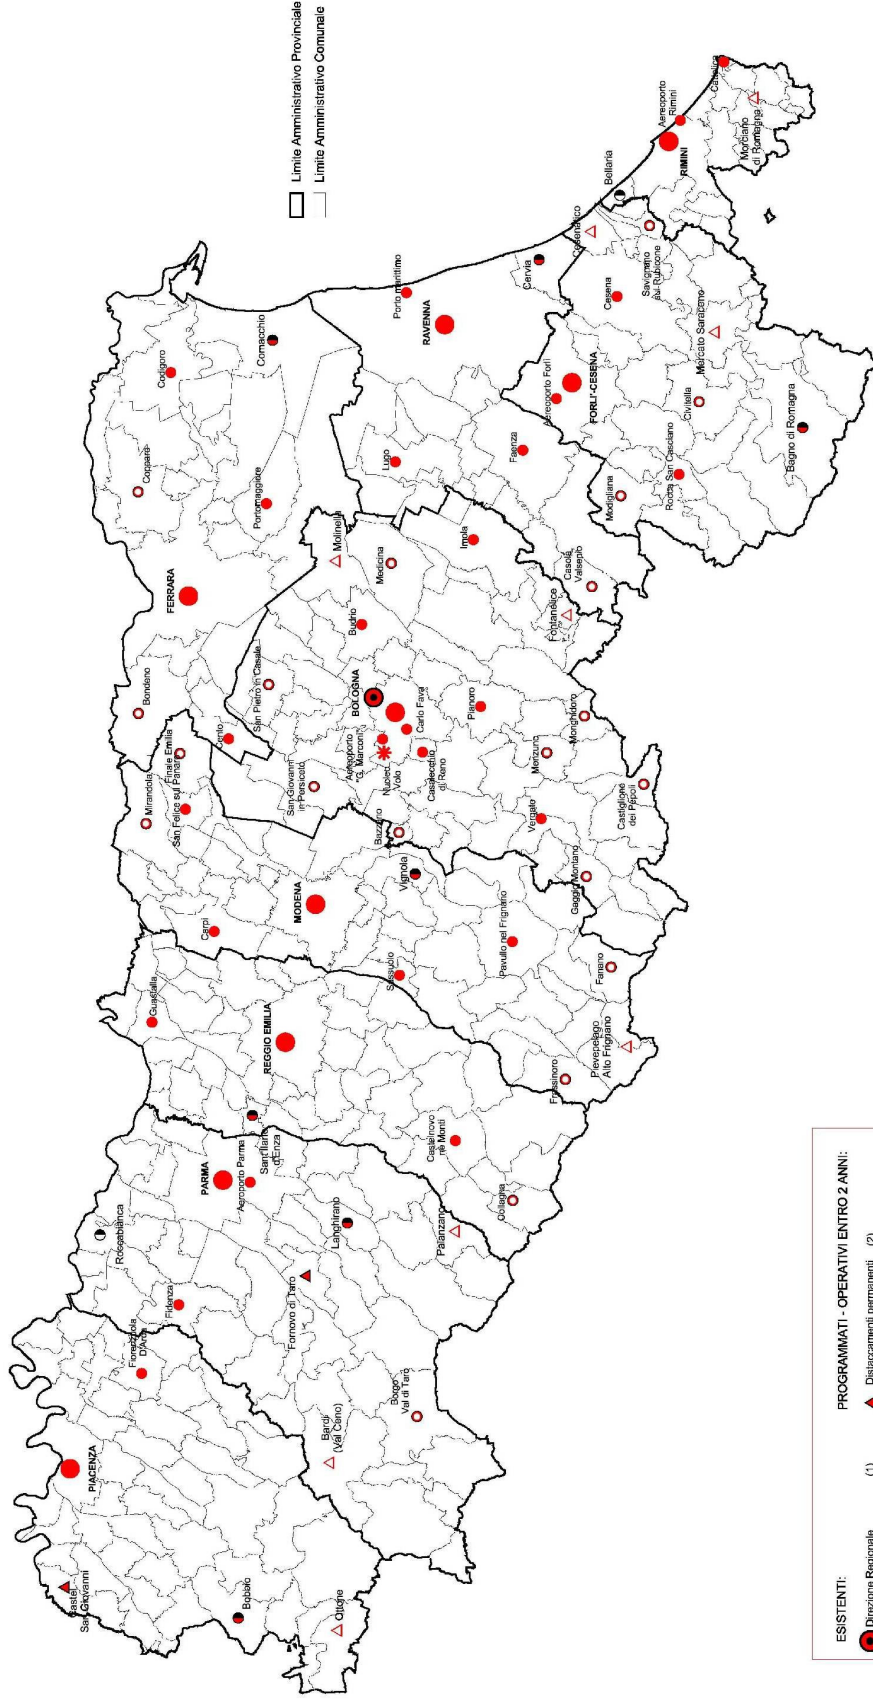 Limite Amministrativo Provinciale
Limite Amministrativo Comunale
Castel
San Giovanni
PIACENZA
Bobbio
Ottone
Fiorenzuola
D'Arda
Fidenza
Roccabianca
PARMA
Aeroporto Parma
Sant'Ilario
d'Enza
Fornovo di Taro
Langhirano
Bardi
(Val Ceno)
Borgo
Val di Taro
Palanzano
Guastalla
REGGIO EMILIA
Castelnovo
ne Monti
Collagna
Mirandola
Finale Emilia
San Felice sul Panaro
Carpi
MODENA
Vignola
Sassuolo
Pavullo nel Frignano
Fanano
Pievepelago
Alto Frignano
Frassinoro
Bondeno
Cento
FERRARA
Copparo
Codigoro
Comacchio
Portomaggiore
San Pietro in Casale
San Giovanni
in Persiceto
Molinella
Medicina
Budrio
BOLOGNA
Aereoporto
G. Marconi
Nucleo
Volo
Carlo Fava
Casalecchio
di Reno
Bazzano
Imola
Pianoro
Monzuno
Monghidoro
Vergato
Castiglione
dei Pepoli
Gaggio Montano
Fontanelice
Casola
Valsenio
Porto marittimo
RAVENNA
Cervia
Lugo
Faenza
Aereoporto Forlì
FORLI'-CESENA
Cesena
Cesenatico
Savignano
sul Rubicone
Mercato Saraceno
Civitella
Modigliana
Rocca San Casciano
Bagno di Romagna
Bellaria
Aereoporto
Rimini
RIMINI
Cattolica
Morciano
di Romagna
ESISTENTI:
Direzione Regionale (1)
PROGRAMMATI - OPERATIVI ENTRO 2 ANNI:
Distaccamenti permanenti (2)